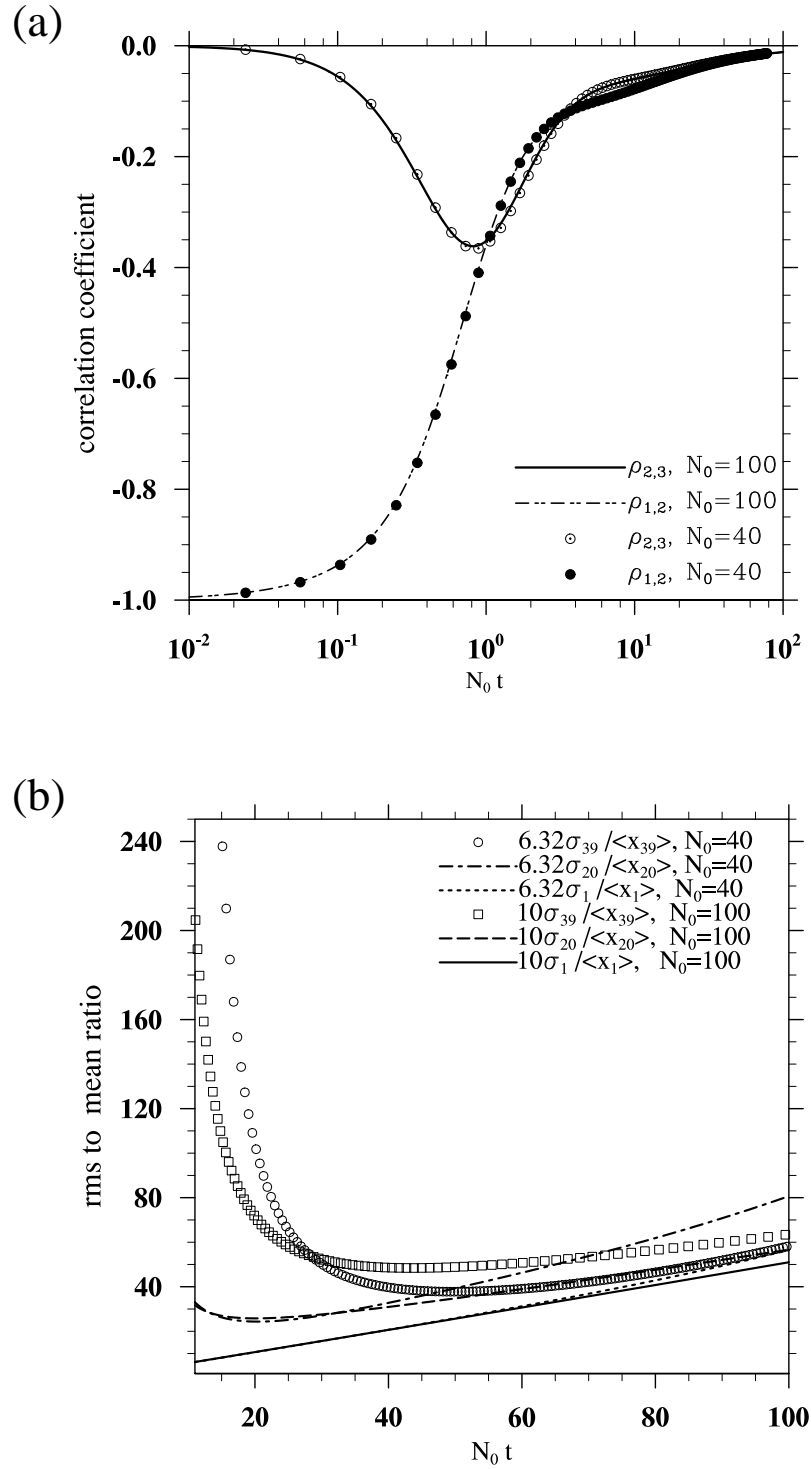 (a)
0.0
-0.2
-0.4
-0.6
-0.8
-1.0
correlation coefficient
ρ2,3, N0=100
ρ1,2, N0=100
ρ2,3, N0=40
ρ1,2, N0=40
10-2 10-1 100 101 102
N0 t
(b)
240
200
160
120
80
40
rms to mean ratio
6.32σ39/<x39>, N0=40
6.32σ20/<x20>, N0=40
6.32σ1/<x1>, N0=40
10σ39/<x39>, N0=100
10σ20/<x20>, N0=100
10σ1/<x1>, N0=100
20 40 60 80 100
N0 t